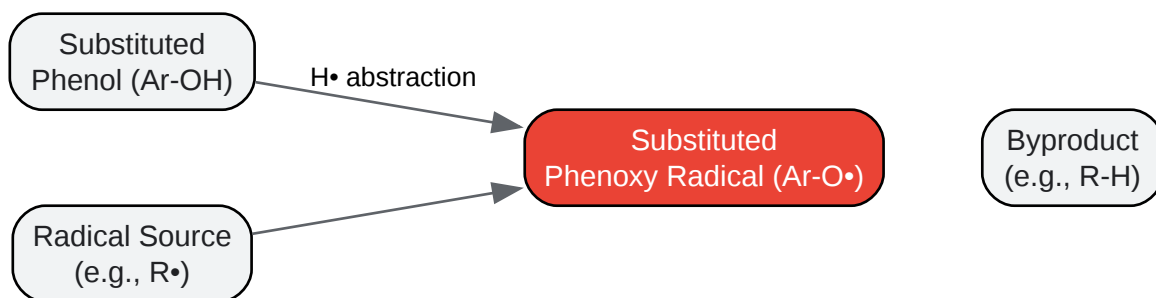 Substituted
Phenol (Ar-OH)
H• abstraction
Substituted
Phenoxy Radical (Ar-O•)
Byproduct
(e.g., R-H)
Radical Source
(e.g., R•)